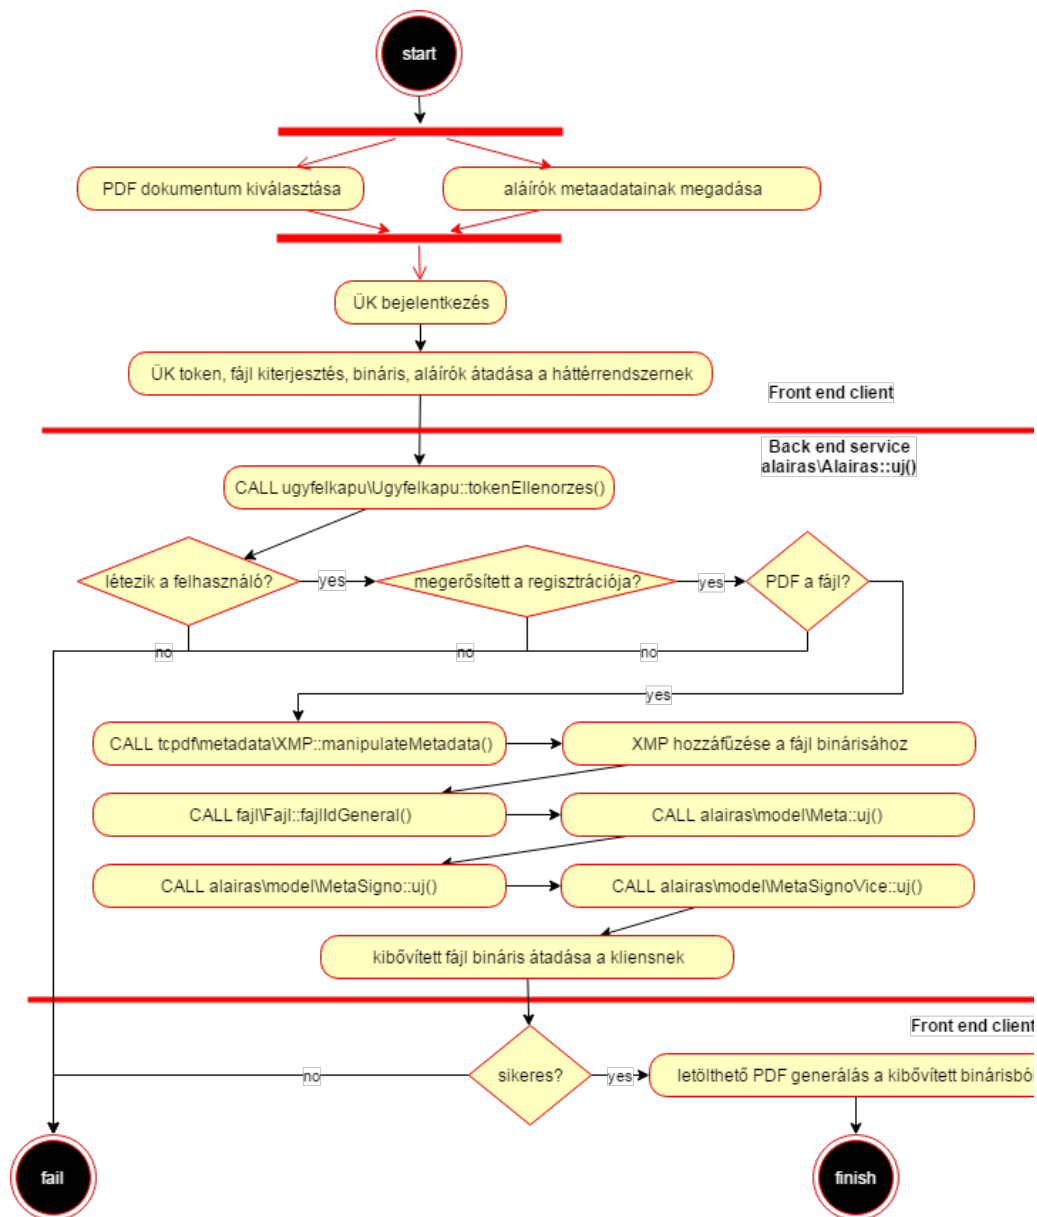 start
PDF dokumentum kiválasztása
aláírók metaadatainak megadása
ÜK bejelentkezés
ÜK token, fájl kiterjesztés, bináris, aláírók átadása a háttérrendszernek
Front end client
Back end service
alairas\Alairas::uj()
CALL ugyfelkapu\Ugyfelkapu::tokenEllenorzes()
létezik a felhasználó?
yes
megerősített a regisztrációja?
yes
PDF a fájl?
no
no
no
yes
CALL tcpdf\metadata\XMP::manipulateMetadata()
XMP hozzáfűzése a fájl binárisához
CALL fajl\Fajl::fajlIdGeneral()
CALL alairas\model\Meta::uj()
CALL alairas\model\MetaSigno::uj()
CALL alairas\model\MetaSignoVice::uj()
kibővített fájl bináris átadása a kliensnek
Front end client
sikeres?
no
yes
letölthető PDF generálás a kibővített binárisból
fail
finish